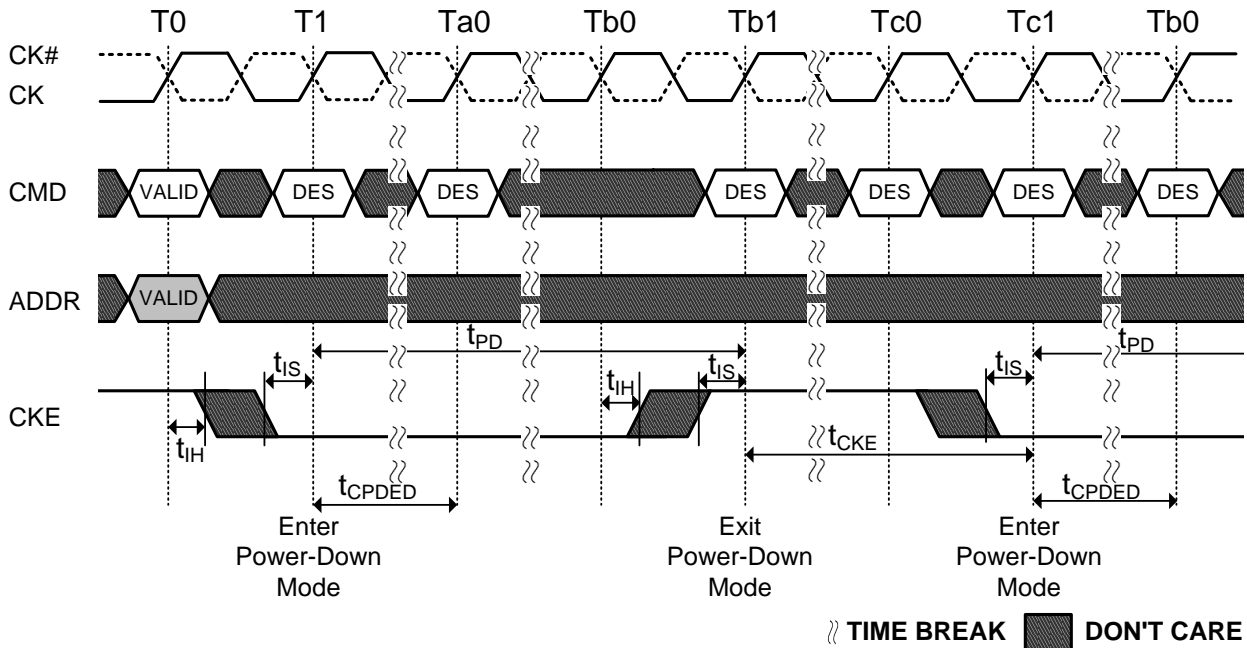 T0 T1 Ta0 Tb0 Tb1 Tc0 Tc1 Tb0
CK#
CK
CMD VALID DES DES DES DES DES DES
ADDR VALID
tPD tPD
tIS tIH tIS tIS
CKE
tIH tCKE
tCPDED tCPDED
Enter Power-Down Mode
Exit Power-Down Mode
Enter Power-Down Mode
TIME BREAK DON'T CARE